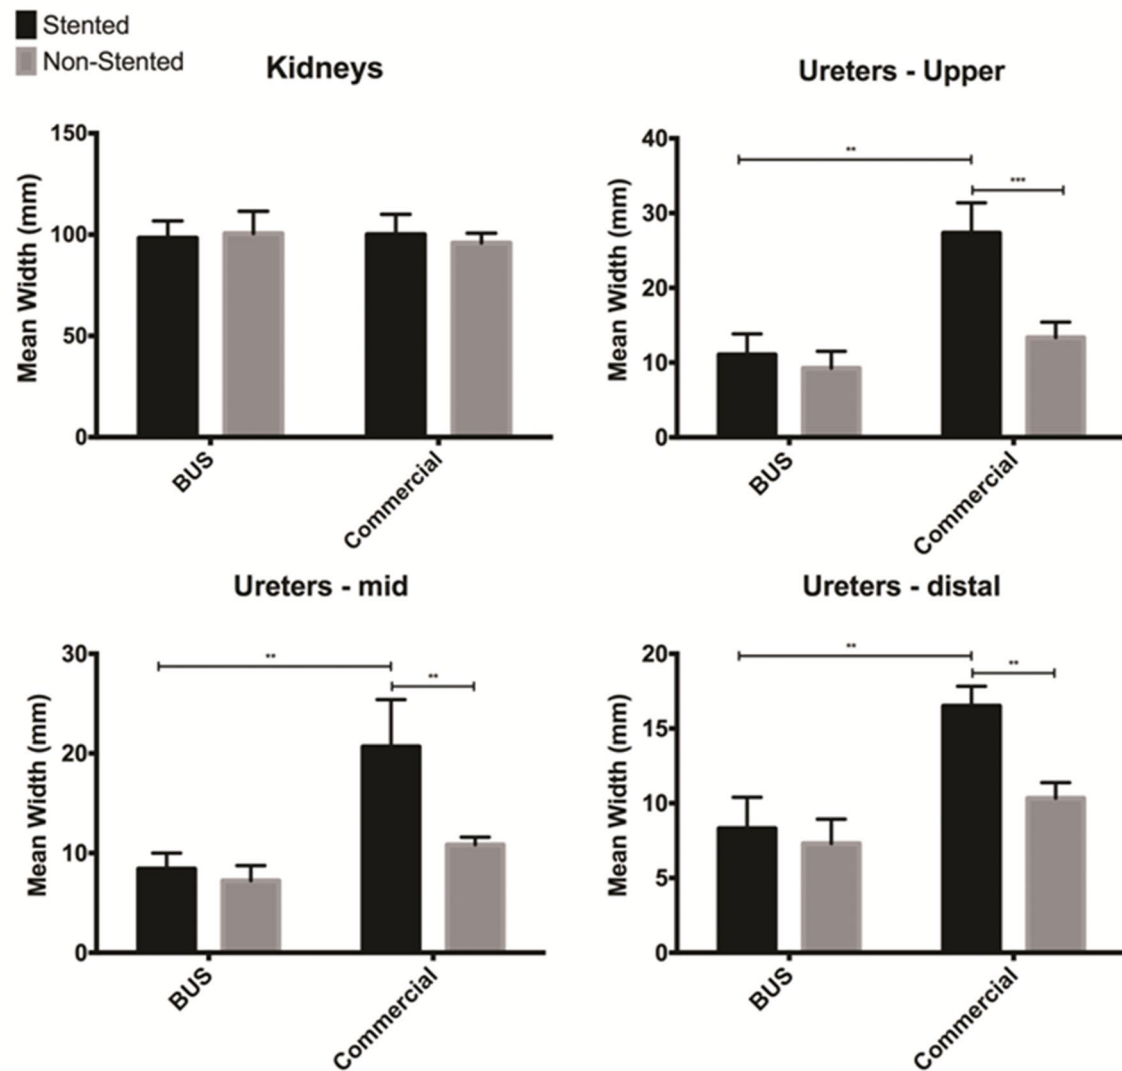 Stented
Non-Stented
Kidneys
Mean Width (mm)
150
100
50
0
BUS
Commercial
Ureters - Upper
Mean Width (mm)
40
30
20
10
0
**
***
BUS
Commercial
Ureters - mid
Mean Width (mm)
30
20
10
0
**
**
BUS
Commercial
Ureters - distal
Mean Width (mm)
20
15
10
5
0
**
**
BUS
Commercial